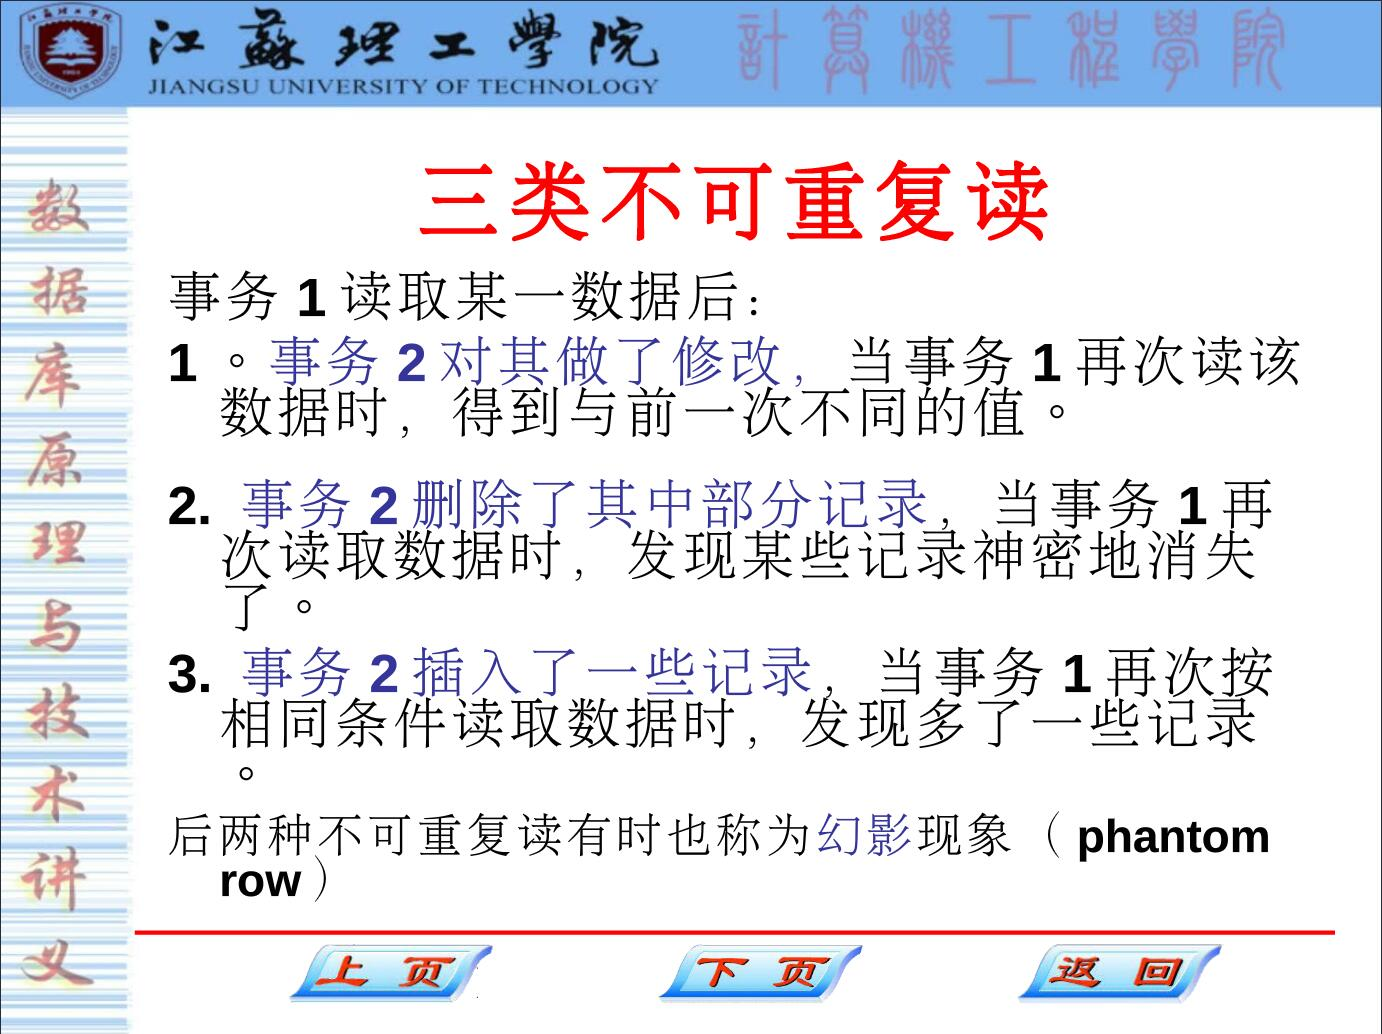 江蘇理工學院
JIANGSU UNIVERSITY OF TECHNOLOGY
計算機工程學院
数据库原理与技术讲义
三类不可重复读
事务 1 读取某一数据后：
1 。事务 2 对其做了修改，当事务 1 再次读该
数据时，得到与前一次不同的值。
2. 事务 2 删除了其中部分记录，当事务 1 再
次读取数据时，发现某些记录神密地消失
了。
3. 事务 2 插入了一些记录，当事务 1 再次按
相同条件读取数据时，发现多了一些记录
。
后两种不可重复读有时也称为幻影现象（ phantom
row）
上 页
下 页
返 回